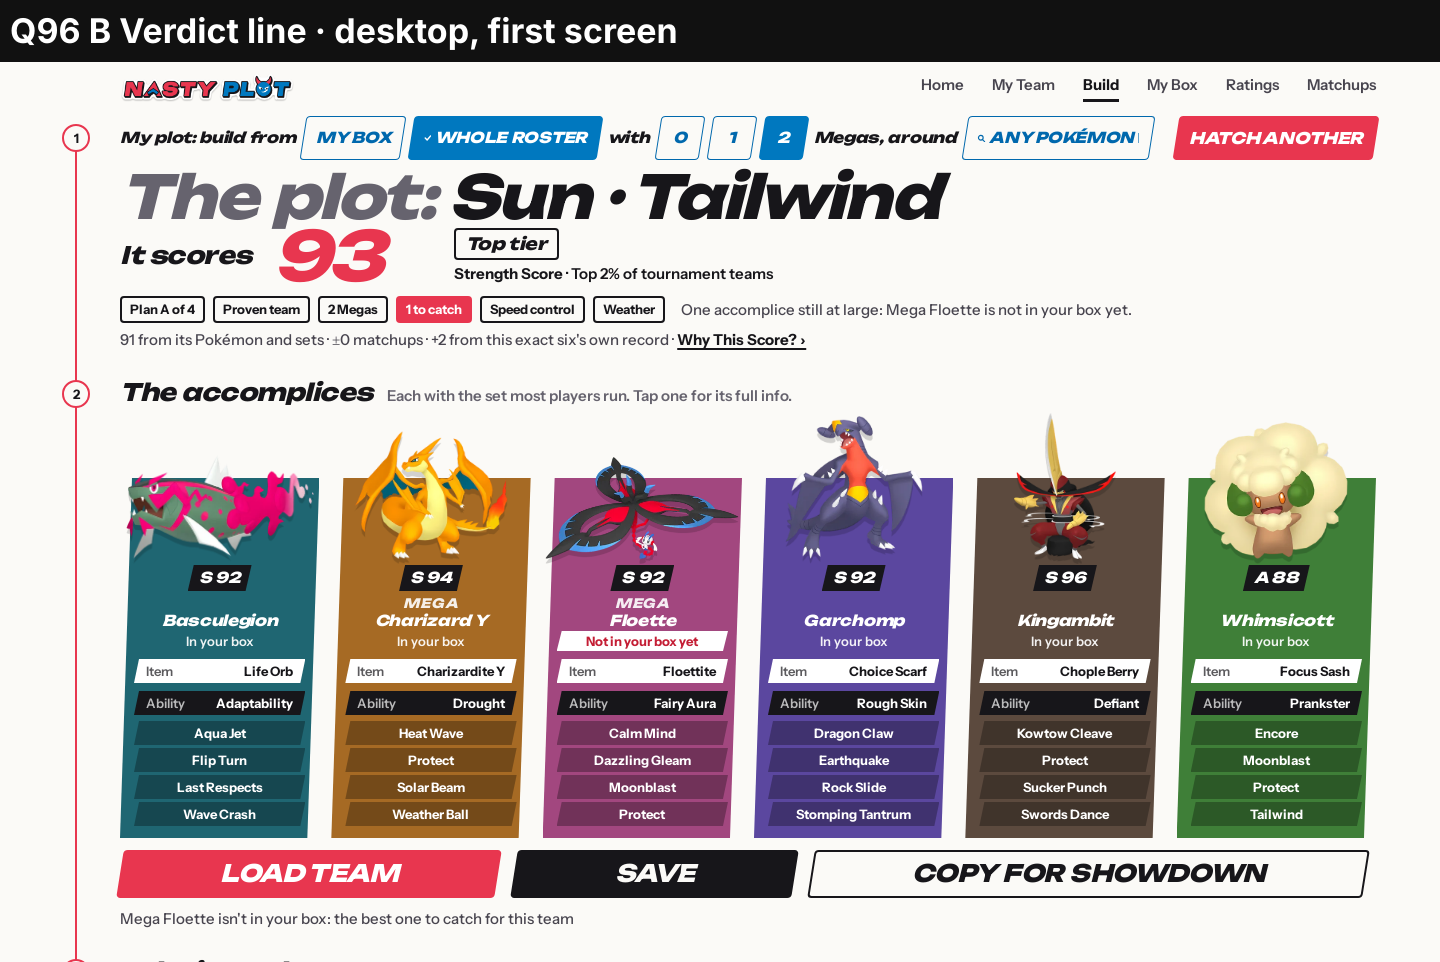 Q96 B Verdict line · desktop, first screen
NASTY PLOT
Home My Team Build My Box Ratings Matchups
1
My plot: build from MY BOX WHOLE ROSTER with 0 1 2 Megas, around ANY POKÉMON HATCH ANOTHER
The plot: Sun · Tailwind
It scores 93 Top tier
Strength Score · Top 2% of tournament teams
Plan A of 4 Proven team 2 Megas 1 to catch Speed control Weather One accomplice still at large: Mega Floette is not in your box yet.
91 from its Pokémon and sets · ±0 matchups · +2 from this exact six's own record · Why This Score? ›
2
The accomplices Each with the set most players run. Tap one for its full info.
S 92
Basculegion
In your box
Item Life Orb
Ability Adaptability
Aqua Jet
Flip Turn
Last Respects
Wave Crash
S 94
MEGA
Charizard Y
In your box
Item Charizardite Y
Ability Drought
Heat Wave
Protect
Solar Beam
Weather Ball
S 92
MEGA
Floette
Not in your box yet
Item Floettite
Ability Fairy Aura
Calm Mind
Dazzling Gleam
Moonblast
Protect
S 92
Garchomp
In your box
Item Choice Scarf
Ability Rough Skin
Dragon Claw
Earthquake
Rock Slide
Stomping Tantrum
S 96
Kingambit
In your box
Item Chople Berry
Ability Defiant
Kowtow Cleave
Protect
Sucker Punch
Swords Dance
A 88
Whimsicott
In your box
Item Focus Sash
Ability Prankster
Encore
Moonblast
Protect
Tailwind
LOAD TEAM SAVE COPY FOR SHOWDOWN
Mega Floette isn't in your box: the best one to catch for this team